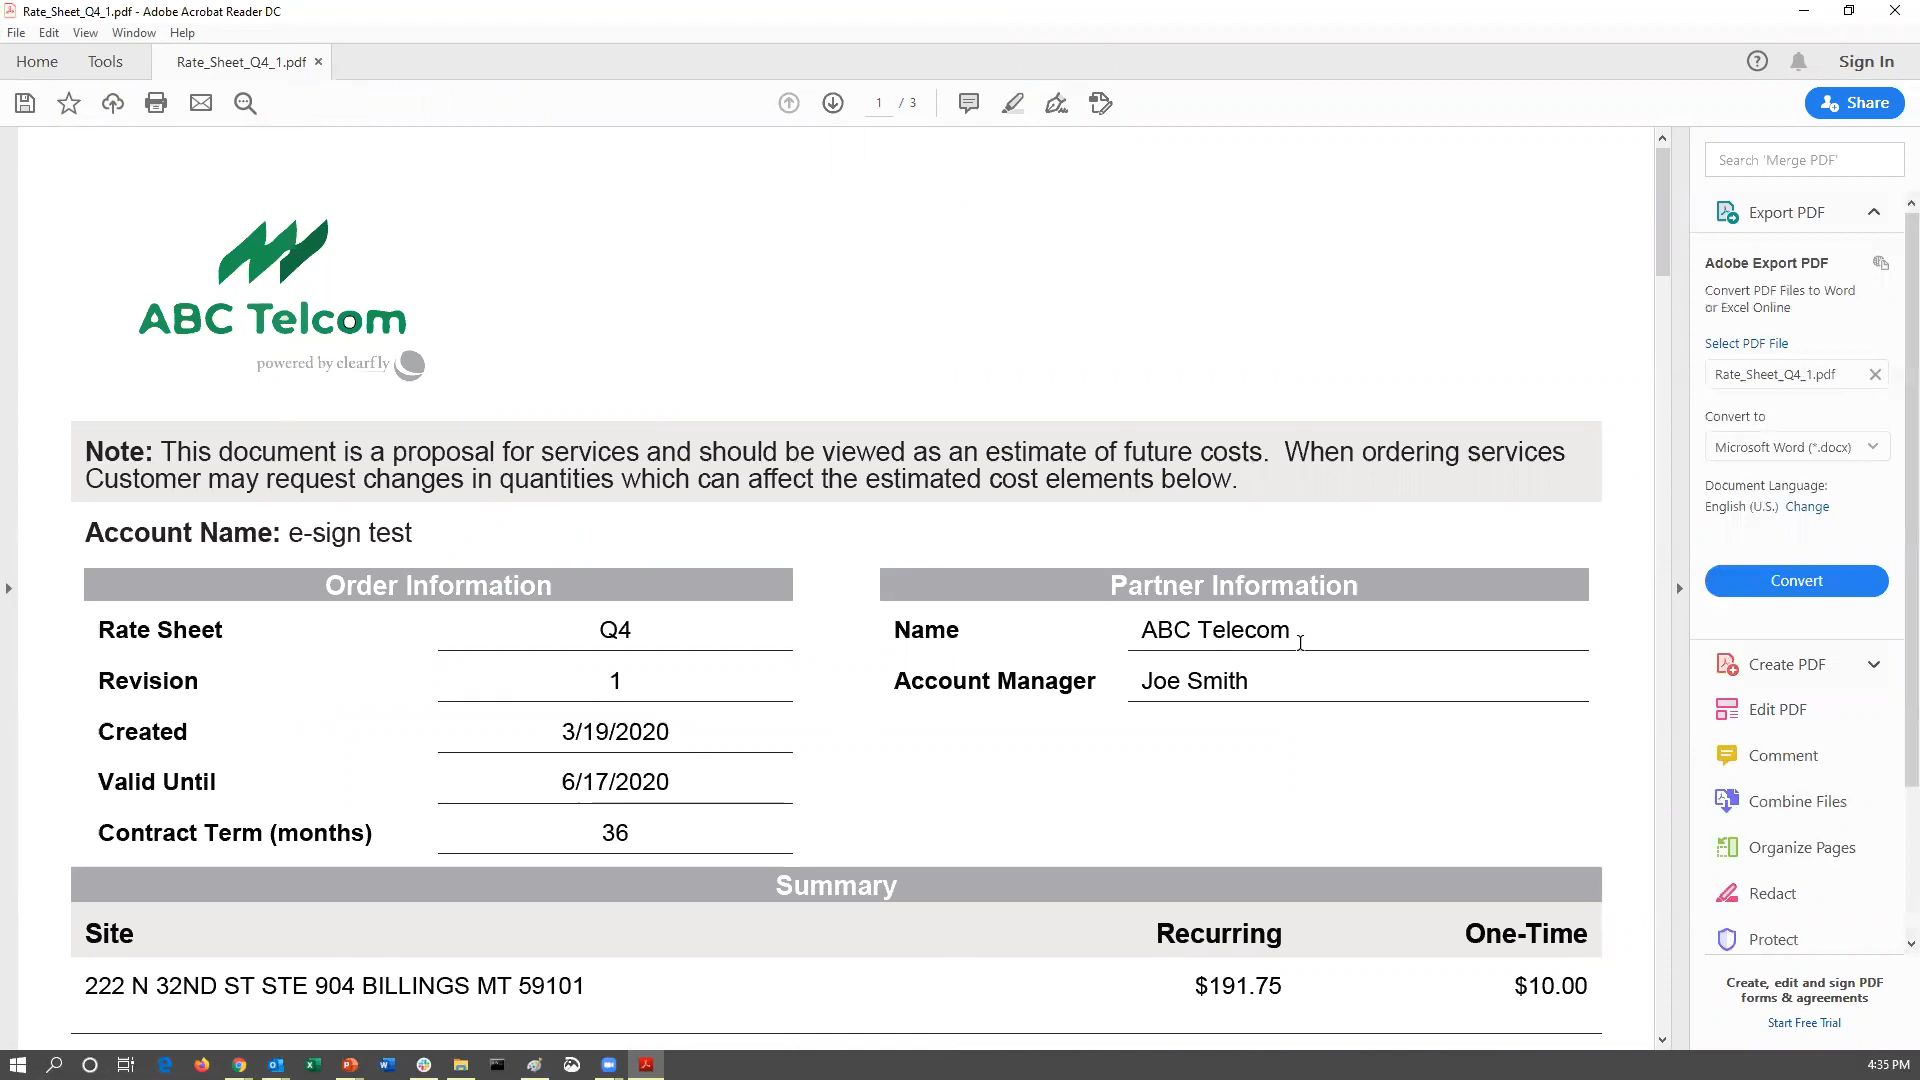 Rate_Sheet_Q4_1.pdf - Adobe Acrobat Reader DC
File Edit View Window Help
Home Tools Rate_Sheet_Q4_1.pdf × Sign In
1 / 3 Share
ABC Telcom
powered by clearfly
Note: This document is a proposal for services and should be viewed as an estimate of future costs. When ordering services
Customer may request changes in quantities which can affect the estimated cost elements below.
Account Name: e-sign test
Order Information
Rate Sheet Q4
Revision 1
Created 3/19/2020
Valid Until 6/17/2020
Contract Term (months) 36
Partner Information
Name ABC Telecom
Account Manager Joe Smith
Summary
Site Recurring One-Time
222 N 32ND ST STE 904 BILLINGS MT 59101 $191.75 $10.00
Search 'Merge PDF'
Export PDF
Adobe Export PDF
Convert PDF Files to Word
or Excel Online
Select PDF File
Rate_Sheet_Q4_1.pdf
Convert to
Microsoft Word (*.docx)
Document Language:
English (U.S.) Change
Convert
Create PDF
Edit PDF
Comment
Combine Files
Organize Pages
Redact
Protect
Create, edit and sign PDF
forms & agreements
Start Free Trial
4:35 PM